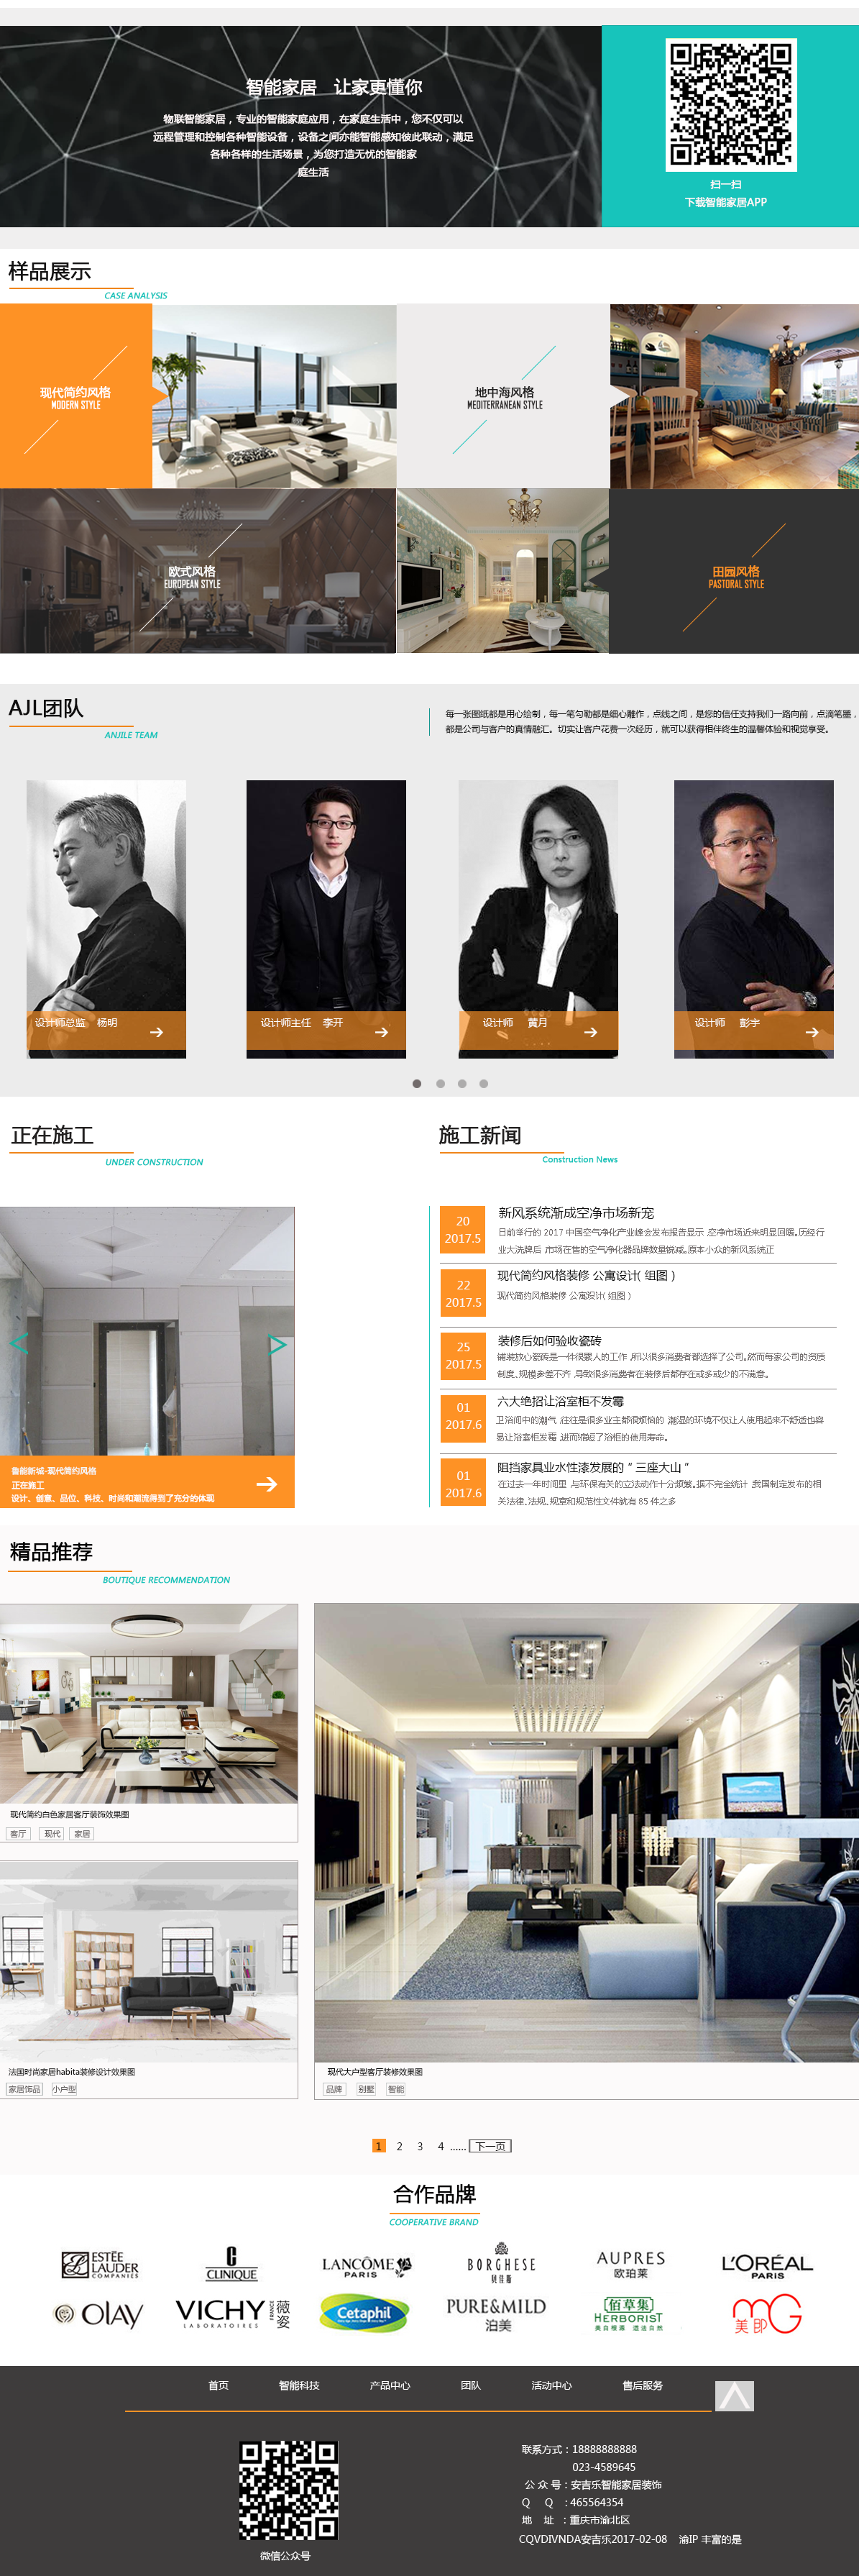 智能家居 让家更懂你
物联智能家居，专业的智能家庭应用，在家庭生活中，您不仅可以
远程管理和控制各种智能设备，设备之间亦能智能感知彼此联动，满足
各种各样的生活场景，为您打造无忧的智能家
庭生活
扫一扫
下载智能家居APP
样品展示
CASE ANALYSIS
现代简约风格
MODERN STYLE
地中海风格
MEDITERRANEAN STYLE
欧式风格
EUROPEAN STYLE
田园风格
PASTORAL STYLE
AJL团队
ANJILE TEAM
每一张图纸都是用心绘制，每一笔勾勒都是细心雕作，点线之间，是您的信任支持我们一路向前，点滴笔墨，
都是公司与客户的真情融汇。切实让客户花费一次经历，就可以获得相伴终生的温馨体验和视觉享受。
设计师总监 杨明
设计师主任 李开
设计师 黄月
设计师 彭宇
正在施工
UNDER CONSTRUCTION
鲁能新城-现代简约风格
正在施工
设计、创意、品位、科技、时尚和潮流得到了充分的体现
施工新闻
Construction News
20
2017.5
新风系统渐成空净市场新宠
日前举行的 2017 中国空气净化产业峰会发布报告显示 ,空净市场近来明显回暖。历经行
业大洗牌后 ,市场在售的空气净化器品牌数量锐减。原本小众的新风系统正
22
2017.5
现代简约风格装修 公寓设计( 组图 )
现代简约风格装修 公寓设计( 组图 )
25
2017.5
装修后如何验收瓷砖
铺装放心瓷砖是一件很累人的工作 ,所以很多消费者都选择了公司。然而每家公司的资质
制度、规模参差不齐 ,导致很多消费者在装修后都存在或多或少的不满意。
01
2017.6
六大绝招让浴室柜不发霉
卫浴间中的潮气 ,往往是很多业主都很烦恼的 ,潮湿的环境不仅让人使用起来不舒适也容
易让浴室柜发霉 ,进而缩短了浴柜的使用寿命。
01
2017.6
阻挡家具业水性漆发展的 " 三座大山 "
在过去一年时间里 ,与环保有关的立法动作十分频繁。据不完全统计 ,我国制定发布的相
关法律、法规、规章和规范性文件就有 85 件之多
精品推荐
BOUTIQUE RECOMMENDATION
现代简约白色家居客厅装饰效果图
客厅 现代 家居
法国时尚家居habita装修设计效果图
家居饰品 小户型
现代大户型客厅装修效果图
品牌 别墅 智能
1 2 3 4 ...... 下一页
合作品牌
COOPERATIVE BRAND
ESTĒE LAUDER COMPANIES
CLINIQUE
LANCÔME PARIS
BORGHESE 贝佳斯
AUPRES 欧珀莱
L'ORÉAL PARIS
OLAY
VICHY LABORATOIRES 薇姿 FRANCE
Cetaphil
PURE&MILD 泊美
佰草集 HERBORIST 美自根源 遵法自然
MG 美即
首页 智能科技 产品中心 团队 活动中心 售后服务
微信公众号
联系方式：18888888888
023-4589645
公 众 号：安吉乐智能家居装饰
Q Q ：465564354
地 址 ：重庆市渝北区
CQVDIVNDA安吉乐2017-02-08 渝IP 丰富的是